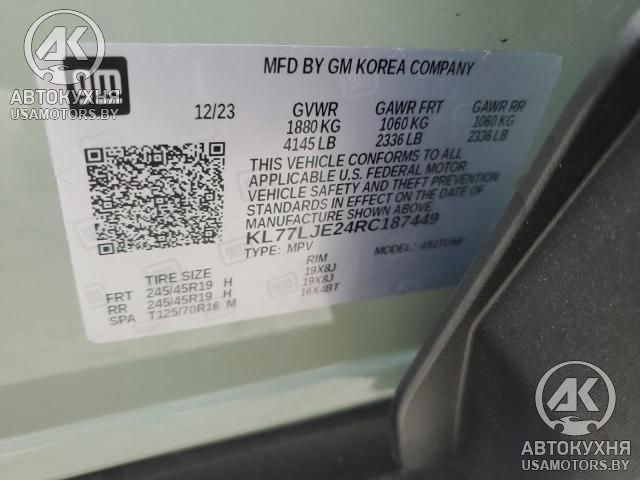 gm
MFD BY GM KOREA COMPANY
12/23 GVWR GAWR FRT GAWR RR
1880 KG 1060 KG 1060 KG
4145 LB 2336 LB 2336 LB
THIS VEHICLE CONFORMS TO ALL
APPLICABLE U.S. FEDERAL MOTOR
VEHICLE SAFETY AND THEFT PREVENTION
STANDARDS IN EFFECT ON THE DATE OF
MANUFACTURE SHOWN ABOVE.
KL77LJE24RC187449
TYPE: MPV MODEL: 491TU58
TIRE SIZE RIM
FRT 245/45R19 H 19X8J
RR 245/45R19 H 19X8J
SPA T125/70R16 M 16X4BT
АК
АВТОКУХНЯ
USAMOTORS.BY
АК
АВТОКУХНЯ
USAMOTORS.BY